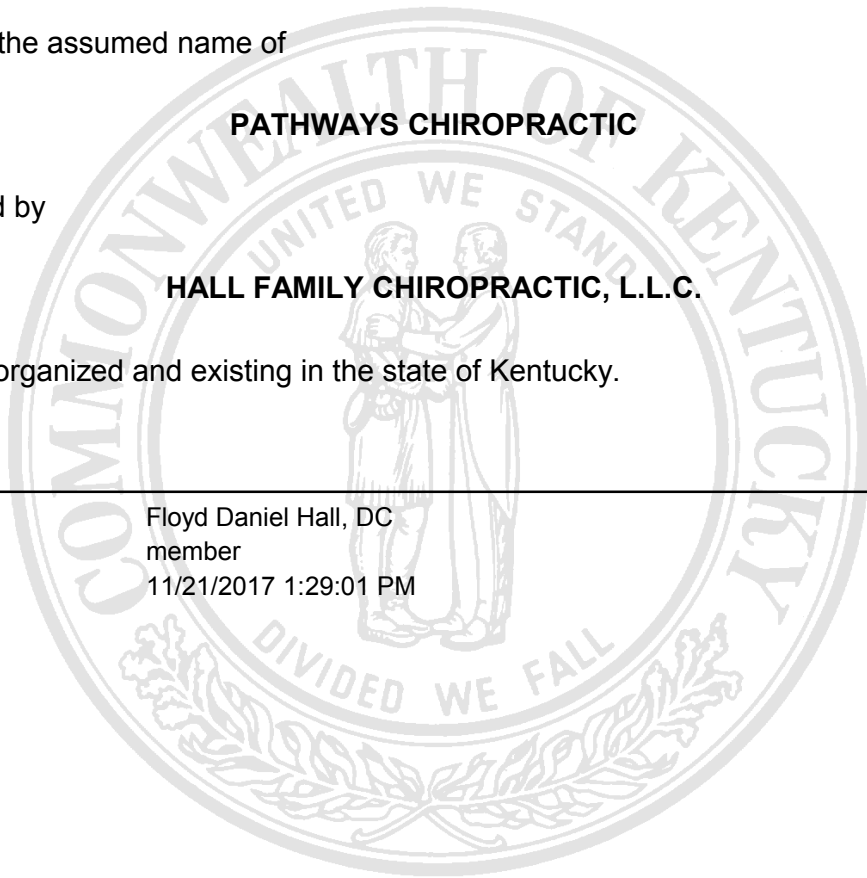 the assumed name of
PATHWAYS CHIROPRACTIC
d by
HALL FAMILY CHIROPRACTIC, L.L.C.
organized and existing in the state of Kentucky.
Floyd Daniel Hall, DC
member
11/21/2017 1:29:01 PM
COMMONWEALTH OF KENTUCKY
UNITED WE STAND
DIVIDED WE FALL